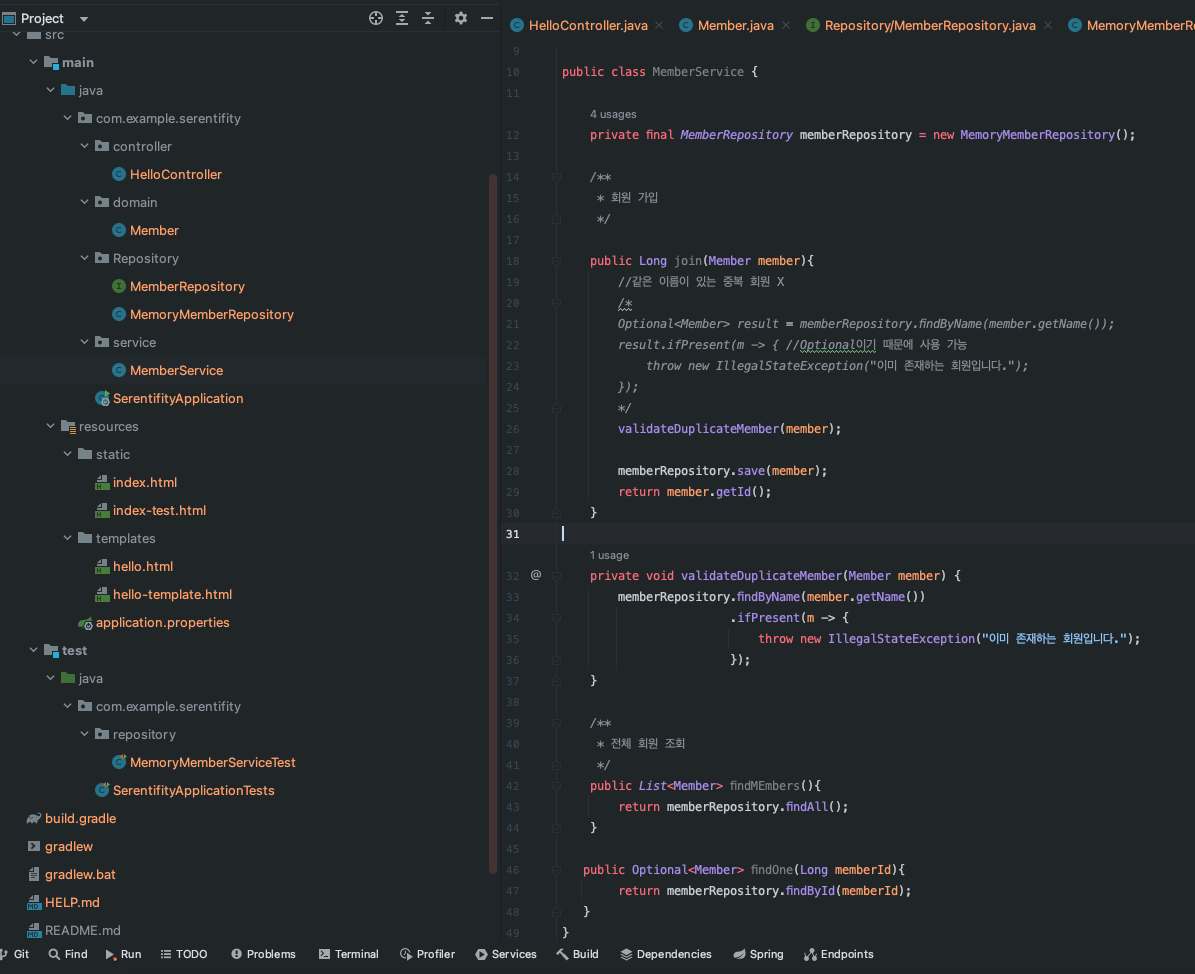 Project
src
main
java
com.example.serentifity
controller
HelloController
domain
Member
Repository
MemberRepository
MemoryMemberRepository
service
MemberService
SerentifityApplication
resources
static
index.html
index-test.html
templates
hello.html
hello-template.html
application.properties
test
java
com.example.serentifity
repository
MemoryMemberServiceTest
SerentifityApplicationTests
build.gradle
gradlew
gradlew.bat
HELP.md
README.md
HelloController.java
Member.java
Repository/MemberRepository.java
MemoryMemberR
9
10 public class MemberService {
11
4 usages
12 private final MemberRepository memberRepository = new MemoryMemberRepository();
13
14 /**
15 * 회원 가입
16 */
17
18 public Long join(Member member){
19 //같은 이름이 있는 중복 회원 X
20 /*
21 Optional<Member> result = memberRepository.findByName(member.getName());
22 result.ifPresent(m -> { //Optional이기 때문에 사용 가능
23 throw new IllegalStateException("이미 존재하는 회원입니다.");
24 });
25 */
26 validateDuplicateMember(member);
27
28 memberRepository.save(member);
29 return member.getId();
30 }
31
1 usage
32 @ private void validateDuplicateMember(Member member) {
33 memberRepository.findByName(member.getName())
34 .ifPresent(m -> {
35 throw new IllegalStateException("이미 존재하는 회원입니다.");
36 });
37 }
38
39 /**
40 * 전체 회원 조회
41 */
42 public List<Member> findMEmbers(){
43 return memberRepository.findAll();
44 }
45
46 public Optional<Member> findOne(Long memberId){
47 return memberRepository.findById(memberId);
48 }
49 }
Git Find Run TODO Problems Terminal Profiler Services Build Dependencies Spring Endpoints